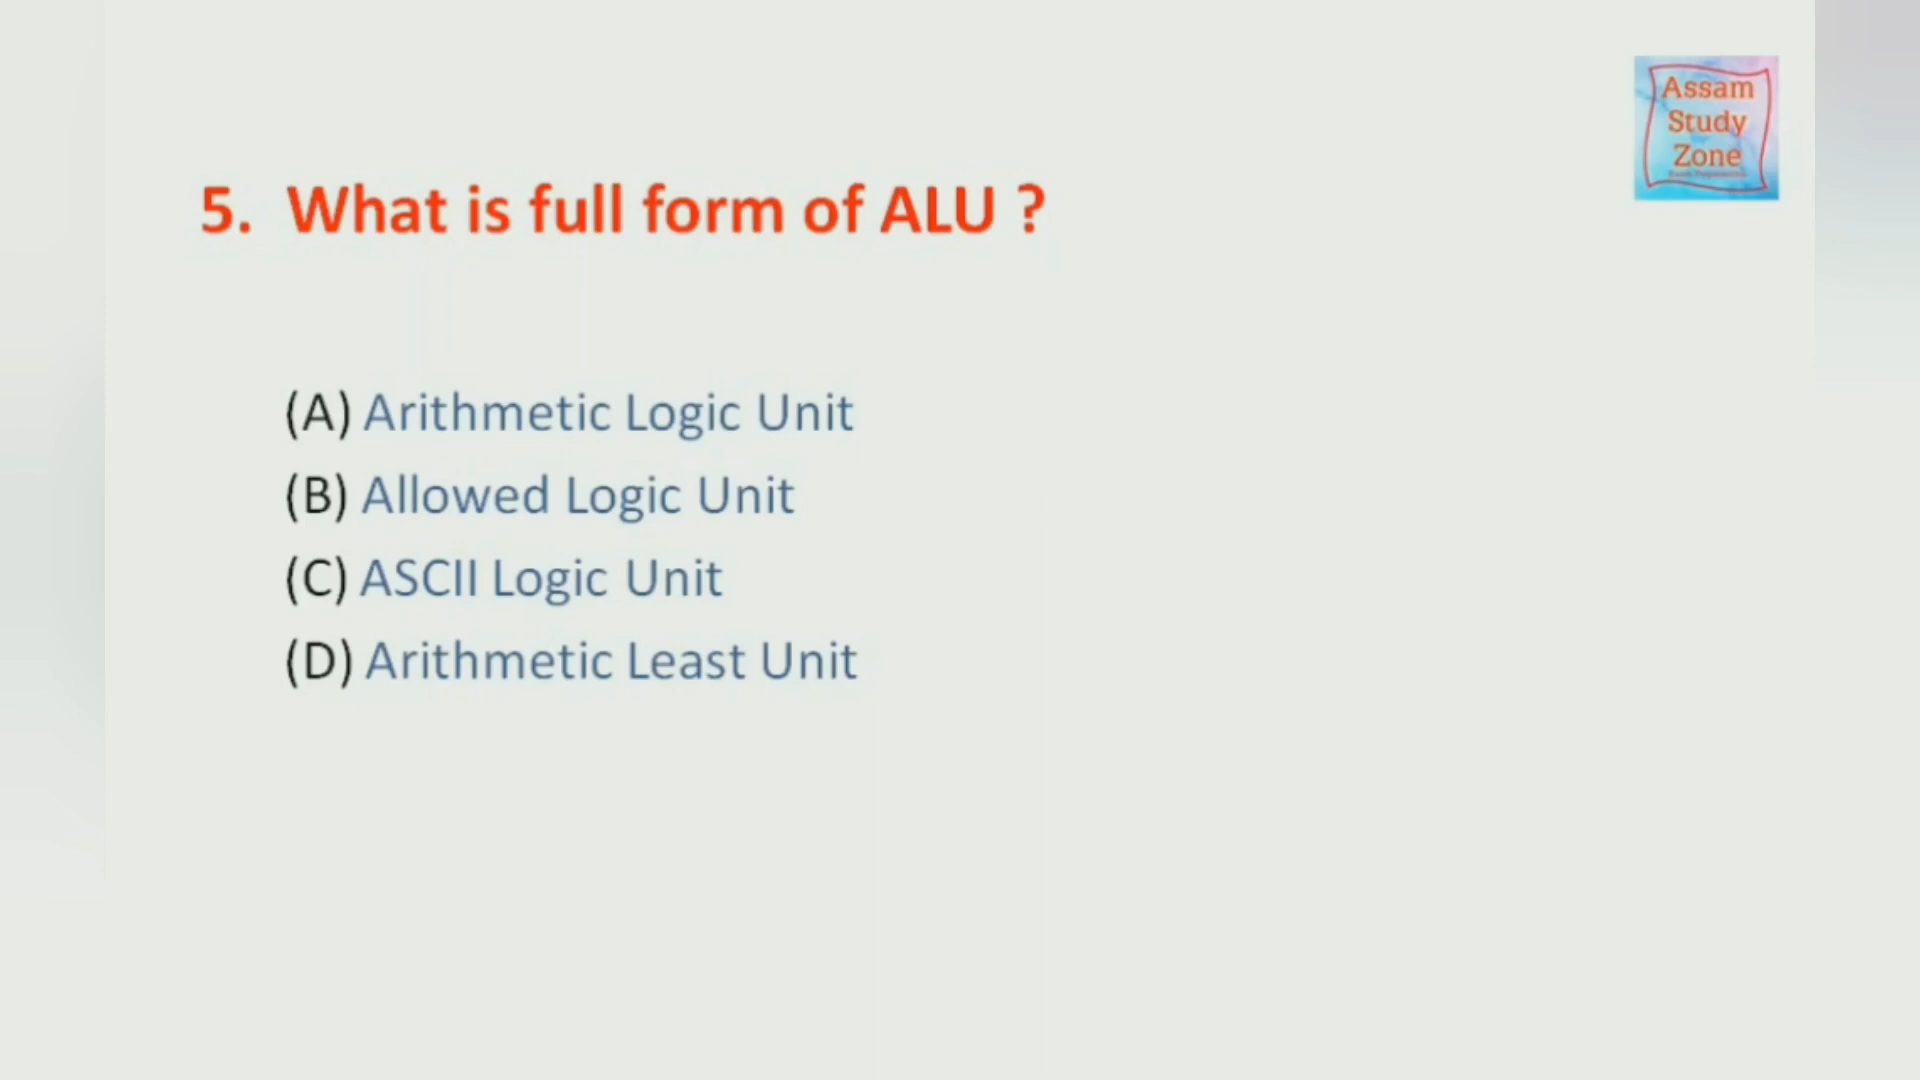 Assam
Study
Zone
5. What is full form of ALU ?
(A) Arithmetic Logic Unit
(B) Allowed Logic Unit
(C) ASCII Logic Unit
(D) Arithmetic Least Unit